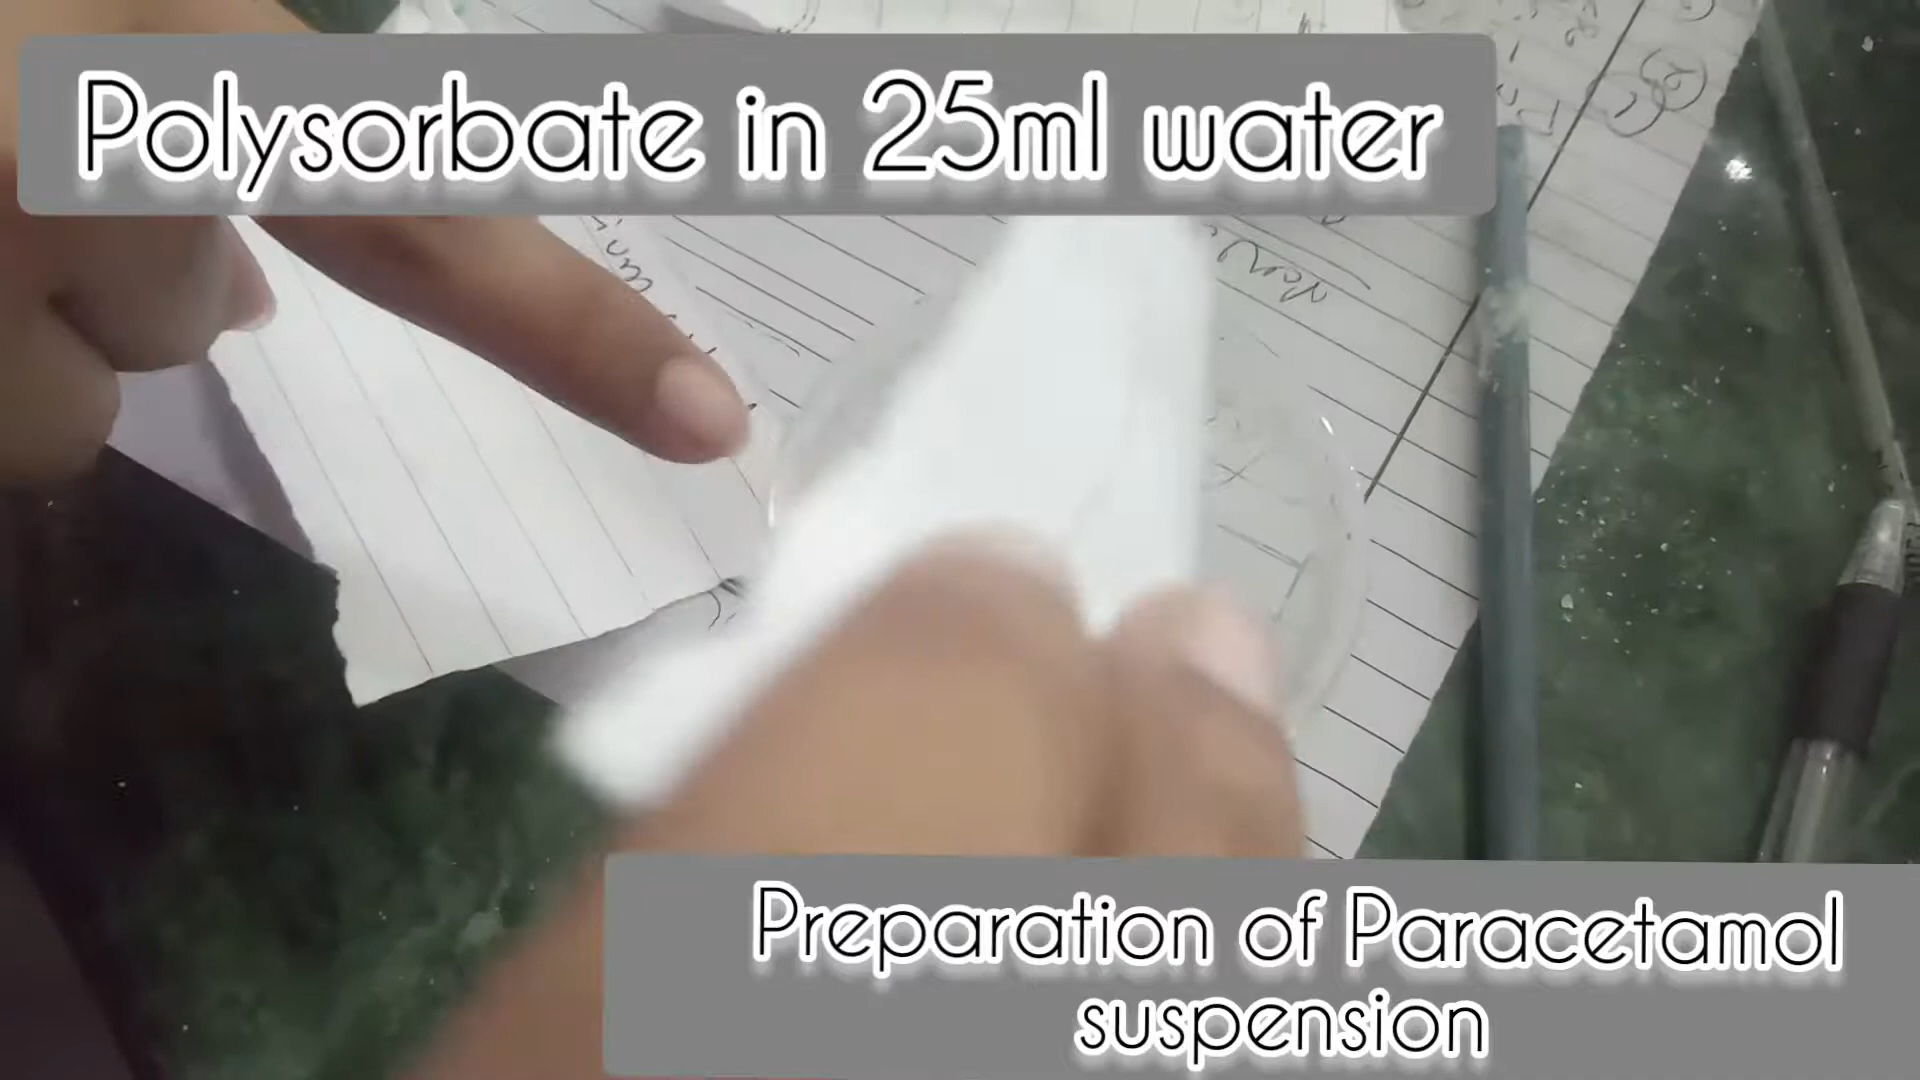 Polysorbate in 25ml water
Preparation of Paracetamol
suspension